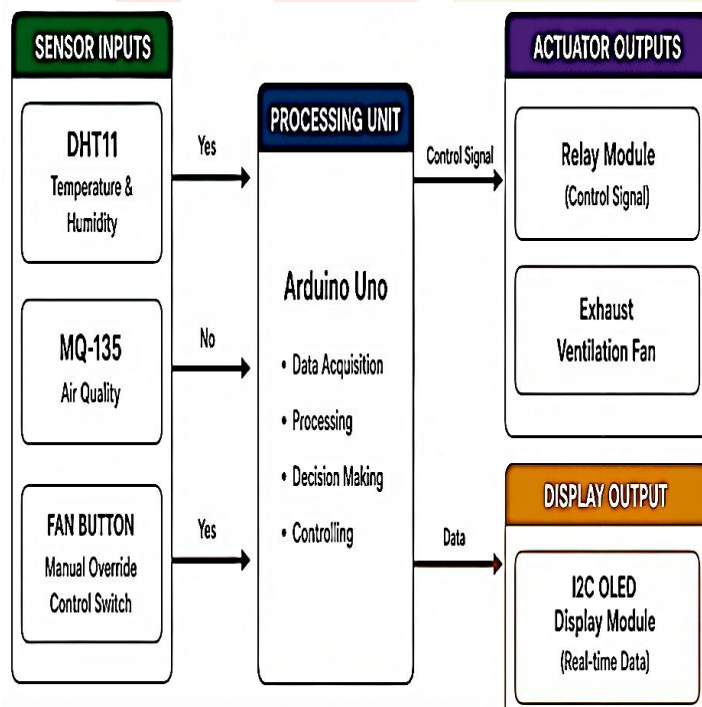 SENSOR INPUTS
DHT11
Temperature &
Humidity
MQ-135
Air Quality
FAN BUTTON
Manual Override
Control Switch
Yes
No
Yes
PROCESSING UNIT
Arduino Uno
• Data Acquisition
• Processing
• Decision Making
• Controlling
Control Signal
Data
ACTUATOR OUTPUTS
Relay Module
(Control Signal)
Exhaust
Ventilation Fan
DISPLAY OUTPUT
I2C OLED
Display Module
(Real-time Data)